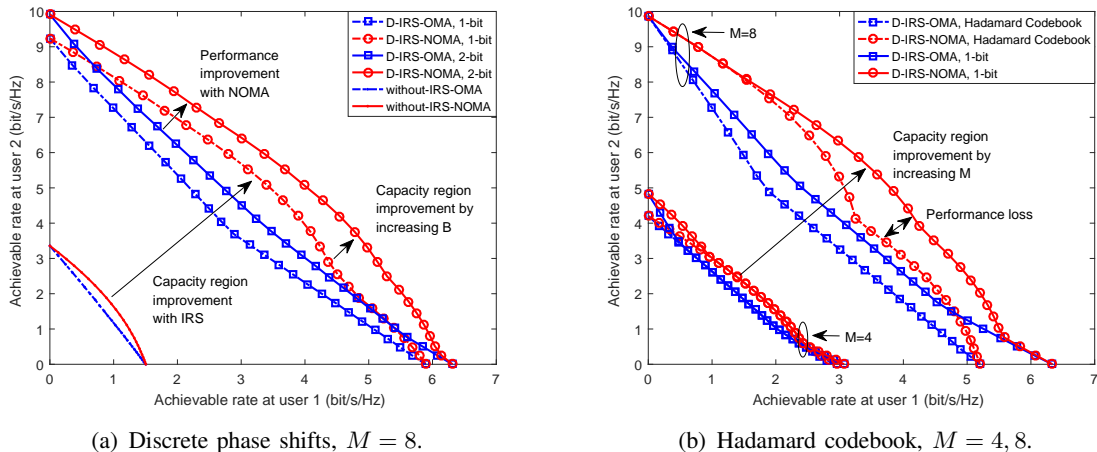 10
9
8
7
6
5
4
3
2
1
0
0 1 2 3 4 5 6 7
Achievable rate at user 2 (bit/s/Hz)
Achievable rate at user 1 (bit/s/Hz)
D-IRS-OMA, 1-bit
D-IRS-NOMA, 1-bit
D-IRS-OMA, 2-bit
D-IRS-NOMA, 2-bit
without-IRS-OMA
without-IRS-NOMA
Performance
improvement
with NOMA
Capacity region
improvement by
increasing B
Capacity region
improvement
with IRS
(a) Discrete phase shifts, M = 8.
10
9
8
7
6
5
4
3
2
1
0
0 1 2 3 4 5 6 7
Achievable rate at user 2 (bit/s/Hz)
Achievable rate at user 1 (bit/s/Hz)
D-IRS-OMA, Hadamard Codebook
D-IRS-NOMA, Hadamard Codebook
D-IRS-OMA, 1-bit
D-IRS-NOMA, 1-bit
M=8
Capacity region
improvement by
increasing M
Performance loss
M=4
(b) Hadamard codebook, M = 4, 8.